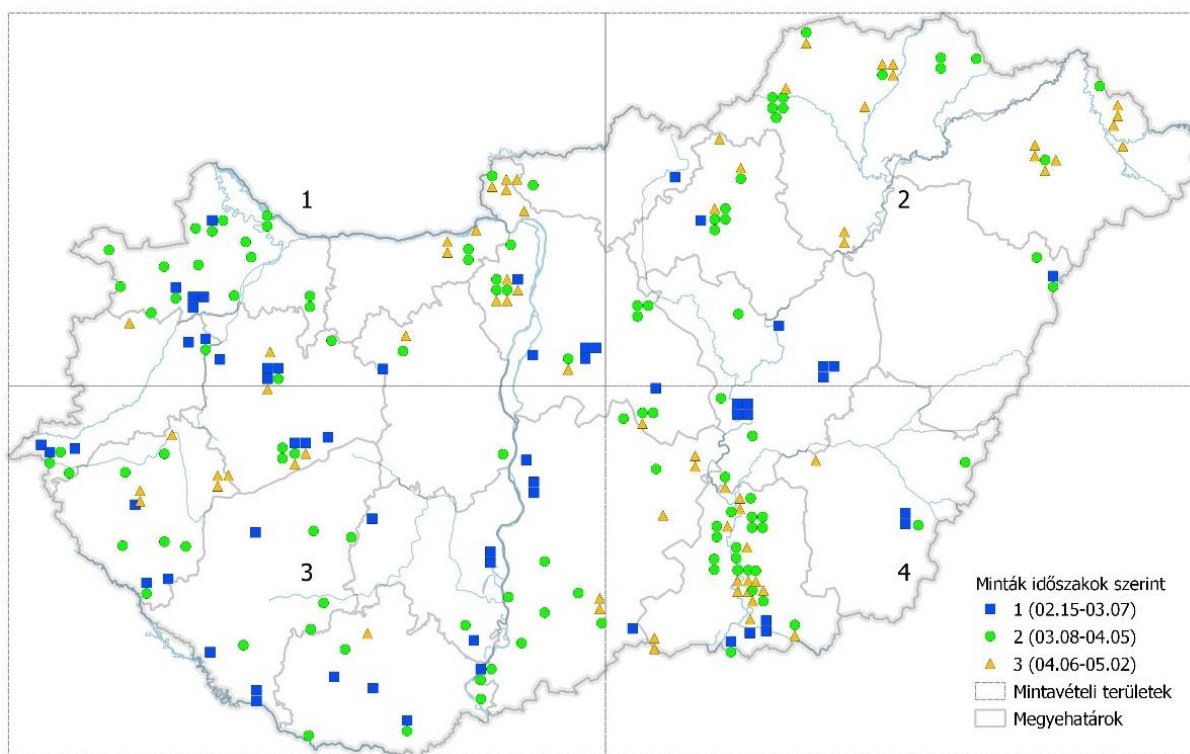 1
2
3
4
Minták időszakok szerint
1 (02.15-03.07)
2 (03.08-04.05)
3 (04.06-05.02)
Mintavételi területek
Megyehatárok